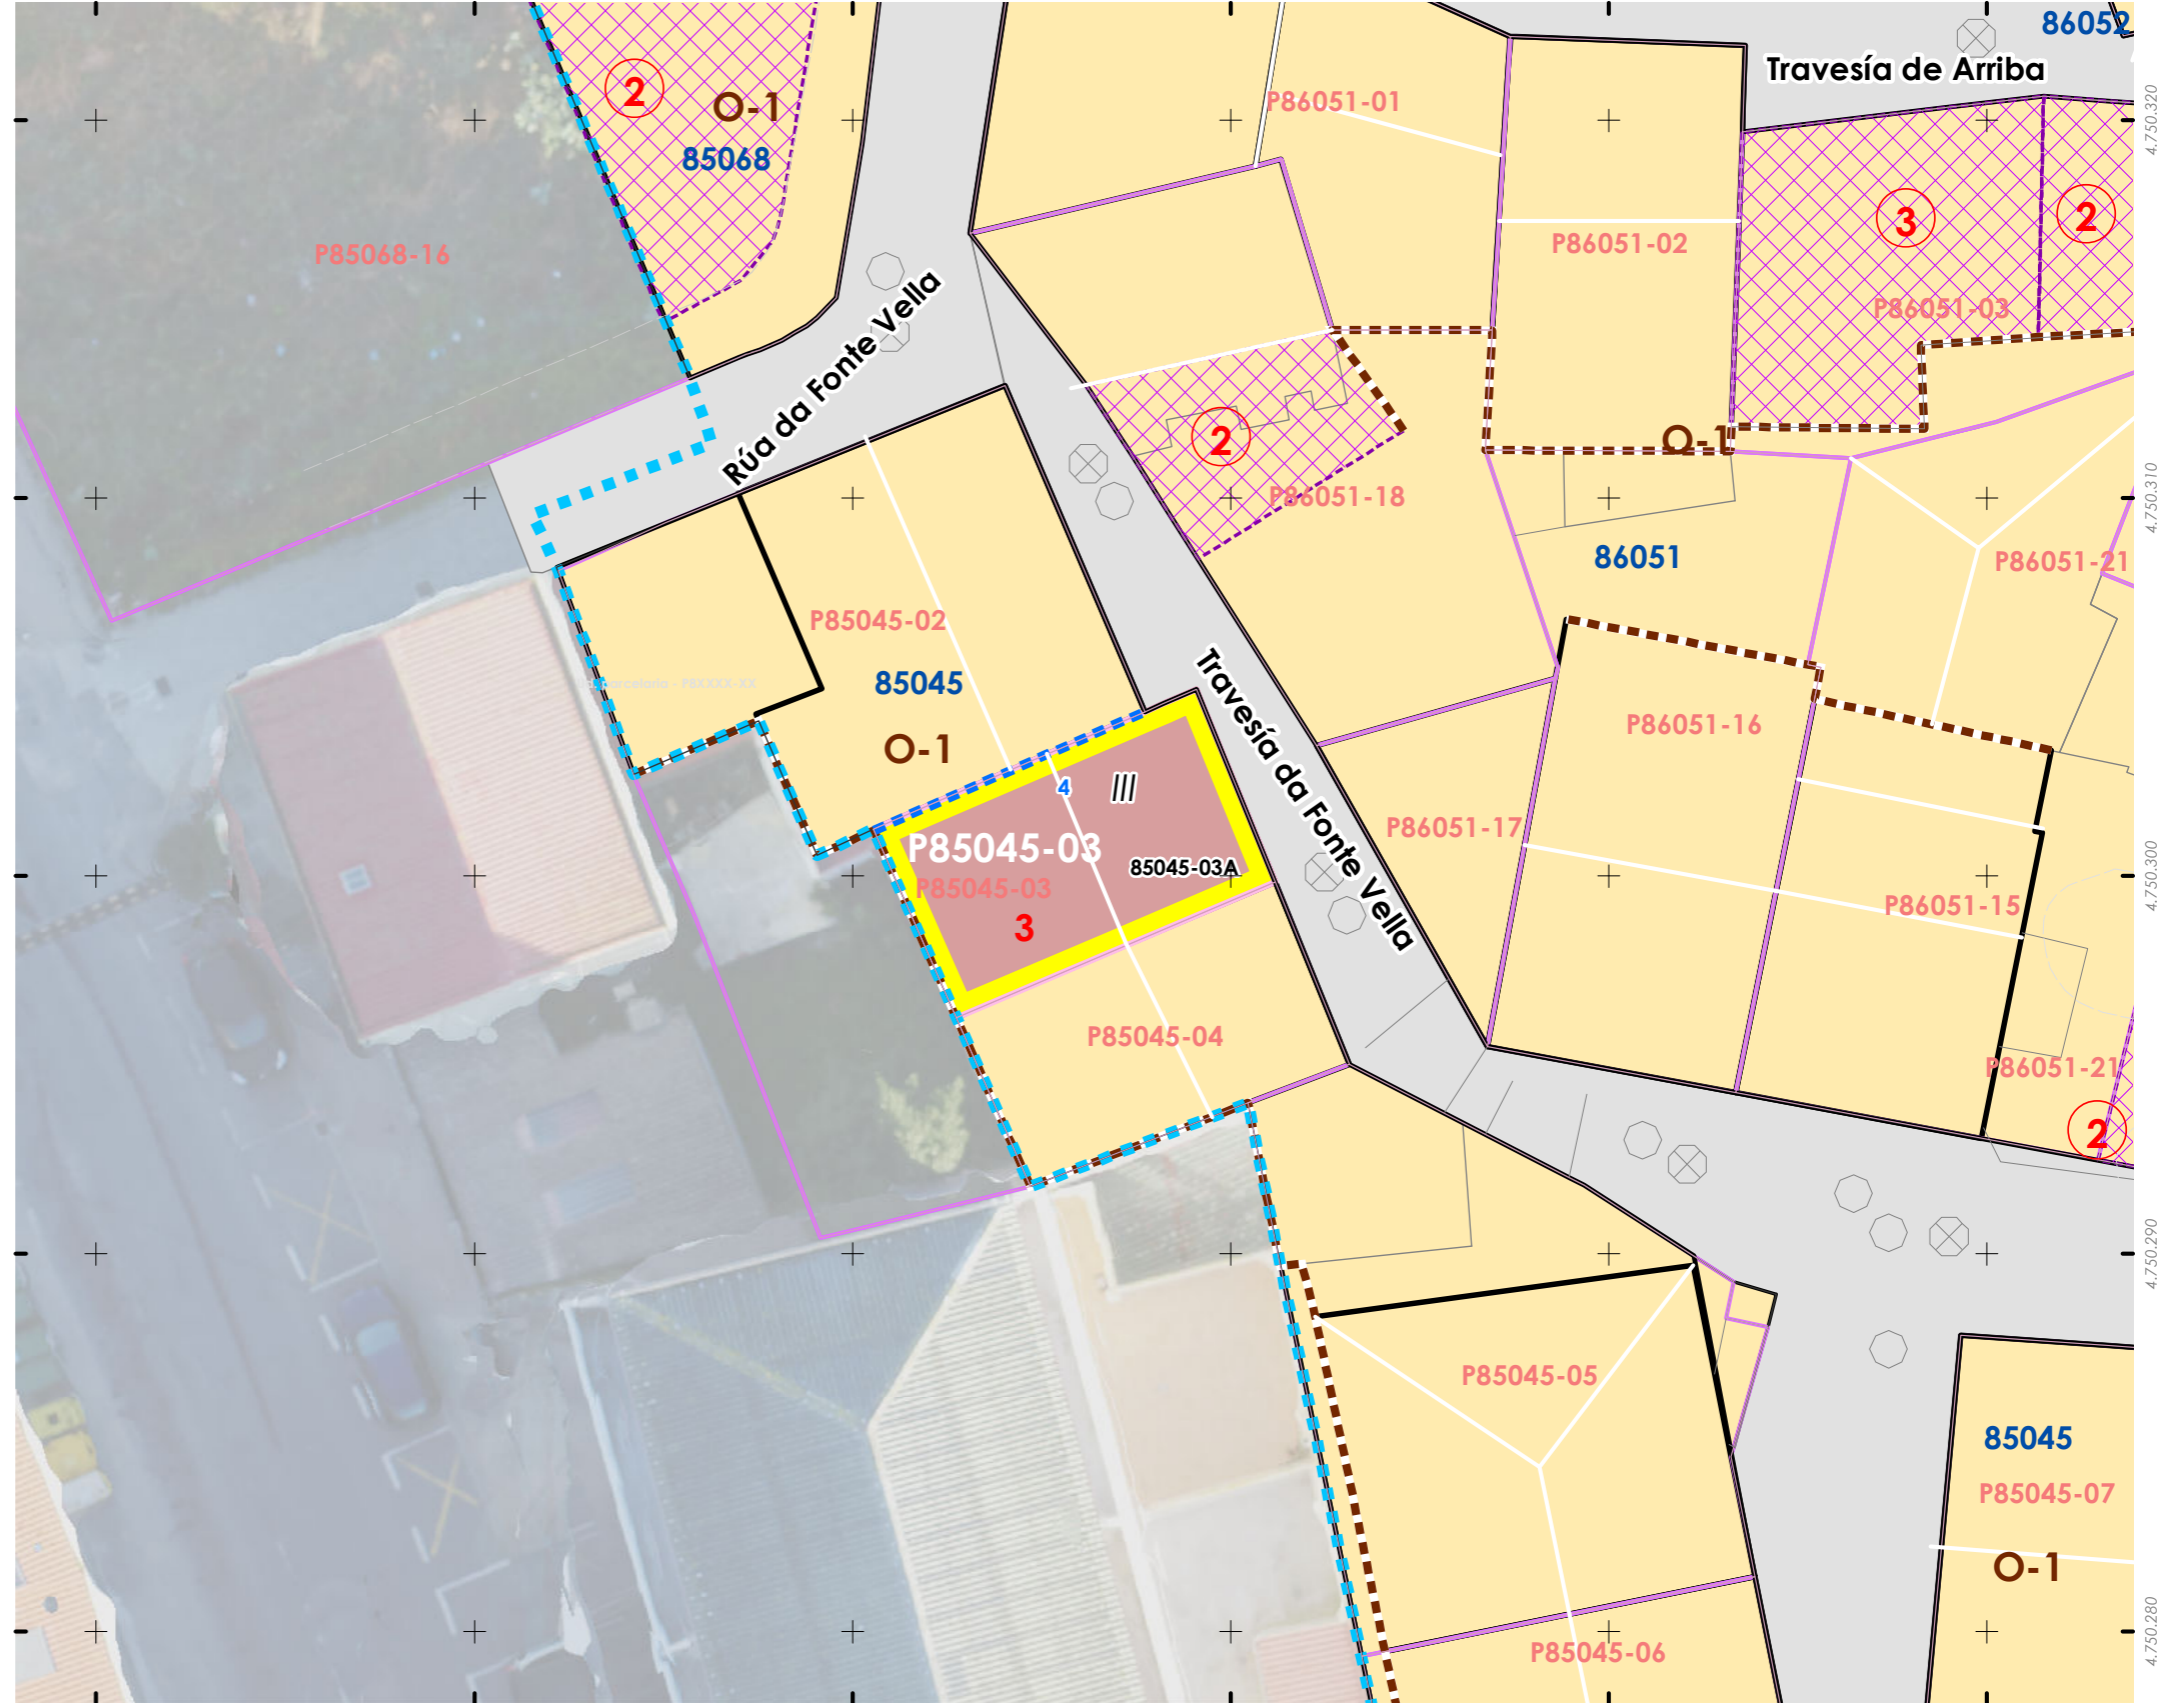 86052
Travesía de Arriba
2
O-1
85068
P86051-01
4.750.320
3
2
P85068-16
P86051-02
P86051-03
Rúa da Fonte Vella
2
O-1
P86051-18
4.750.310
86051
P86051-21
P85045-02
85045
O-1
Travesía da Fonte Vella
P86051-16
4
III
P85045-03
85045-03A
P85045-03
3
P86051-17
P86051-15
4.750.300
P85045-04
P86051-21
2
4.750.290
P85045-05
85045
P85045-07
O-1
P85045-06
4.750.280